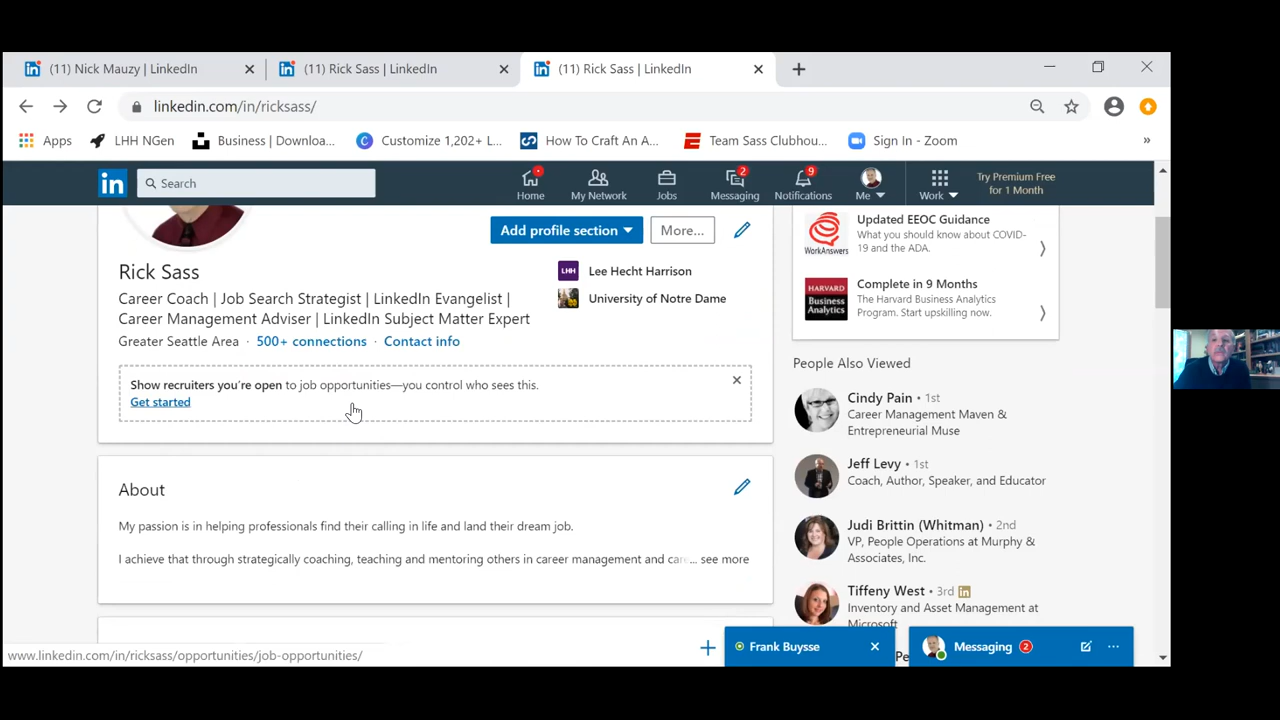 (11) Nick Mauzy | LinkedIn
(11) Rick Sass | LinkedIn
(11) Rick Sass | LinkedIn
linkedin.com/in/ricksass/
Apps
LHH NGen
Business | Downloa...
Customize 1,202+ L...
How To Craft An A...
Team Sass Clubhou...
Sign In - Zoom
»
in
Search
Home
My Network
Jobs
2
Messaging
9
Notifications
Me
Work
Try Premium Free
for 1 Month
Add profile section
More...
Rick Sass
Career Coach | Job Search Strategist | LinkedIn Evangelist |
Career Management Adviser | LinkedIn Subject Matter Expert
Greater Seattle Area · 500+ connections · Contact info
LHH
Lee Hecht Harrison
University of Notre Dame
Show recruiters you're open to job opportunities—you control who sees this.
Get started
About
My passion is in helping professionals find their calling in life and land their dream job.
I achieve that through strategically coaching, teaching and mentoring others in career management and car... see more
WorkAnswers
Updated EEOC Guidance
What you should know about COVID-
19 and the ADA.
HARVARD
Business
Analytics
Complete in 9 Months
The Harvard Business Analytics
Program. Start upskilling now.
People Also Viewed
Cindy Pain • 1st
Career Management Maven &
Entrepreneurial Muse
Jeff Levy • 1st
Coach, Author, Speaker, and Educator
Judi Brittin (Whitman) • 2nd
VP, People Operations at Murphy &
Associates, Inc.
Tiffeny West • 3rd in
Inventory and Asset Management at
Microsoft
Pe
Frank Buysse
Messaging 2
www.linkedin.com/in/ricksass/opportunities/job-opportunities/